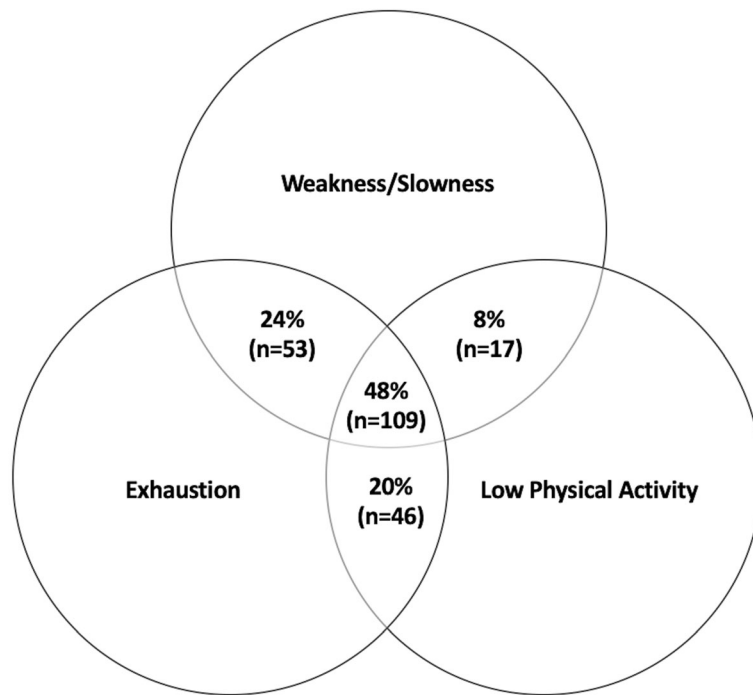 Weakness/Slowness
24%
(n=53)
8%
(n=17)
48%
(n=109)
Exhaustion
20%
(n=46)
Low Physical Activity